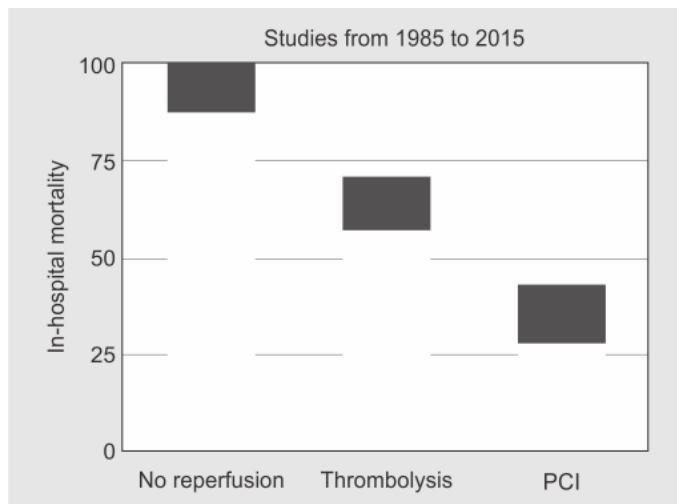 Studies from 1985 to 2015
100
75
50
25
0
In-hospital mortality
No reperfusion
Thrombolysis
PCI